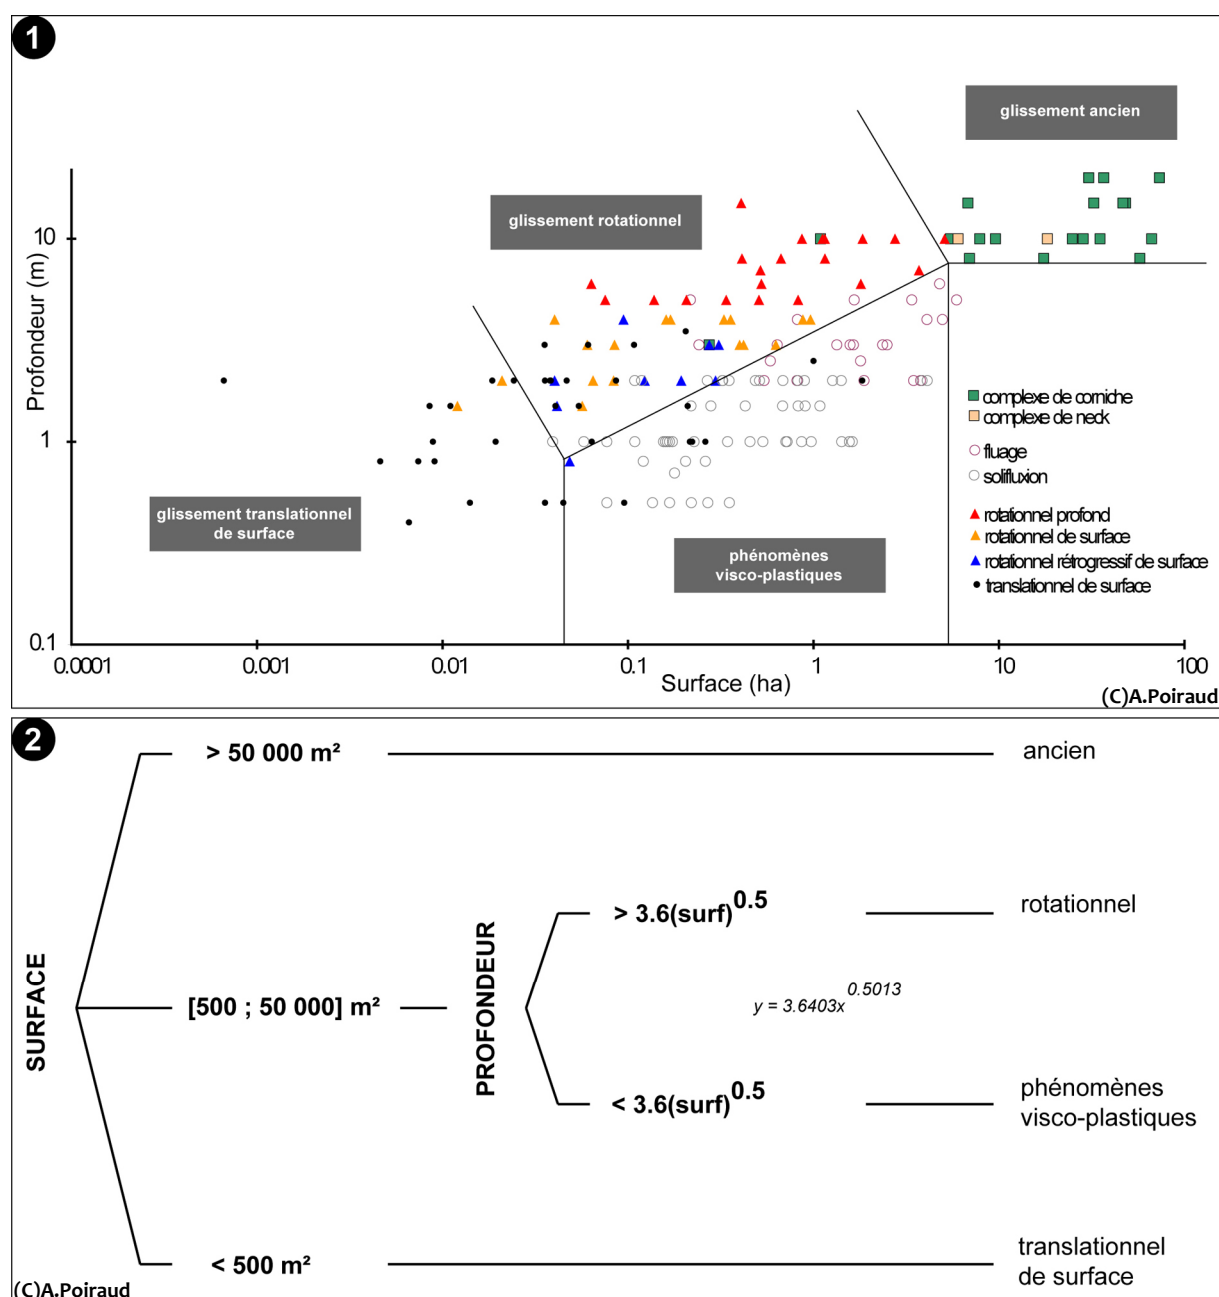 1
glissement ancien
glissement rotationnel
10
Profondeur (m)
1
glissement translationnel
de surface
phénomènes
visco-plastiques
complexe de corniche
complexe de neck
fluage
solifluxion
rotationnel profond
rotationnel de surface
rotationnel rétrogressif de surface
translationnel de surface
0.1
0.0001 0.001 0.01 0.1 1 10 100
Surface (ha)
(C)A.Poiraud
2
> 50 000 m²
ancien
> 3.6(surf)0.5
rotationnel
SURFACE
[500 ; 50 000] m²
PROFONDEUR
y = 3.6403x0.5013
< 3.6(surf)0.5
phénomènes
visco-plastiques
< 500 m²
translationnel
de surface
(C)A.Poiraud